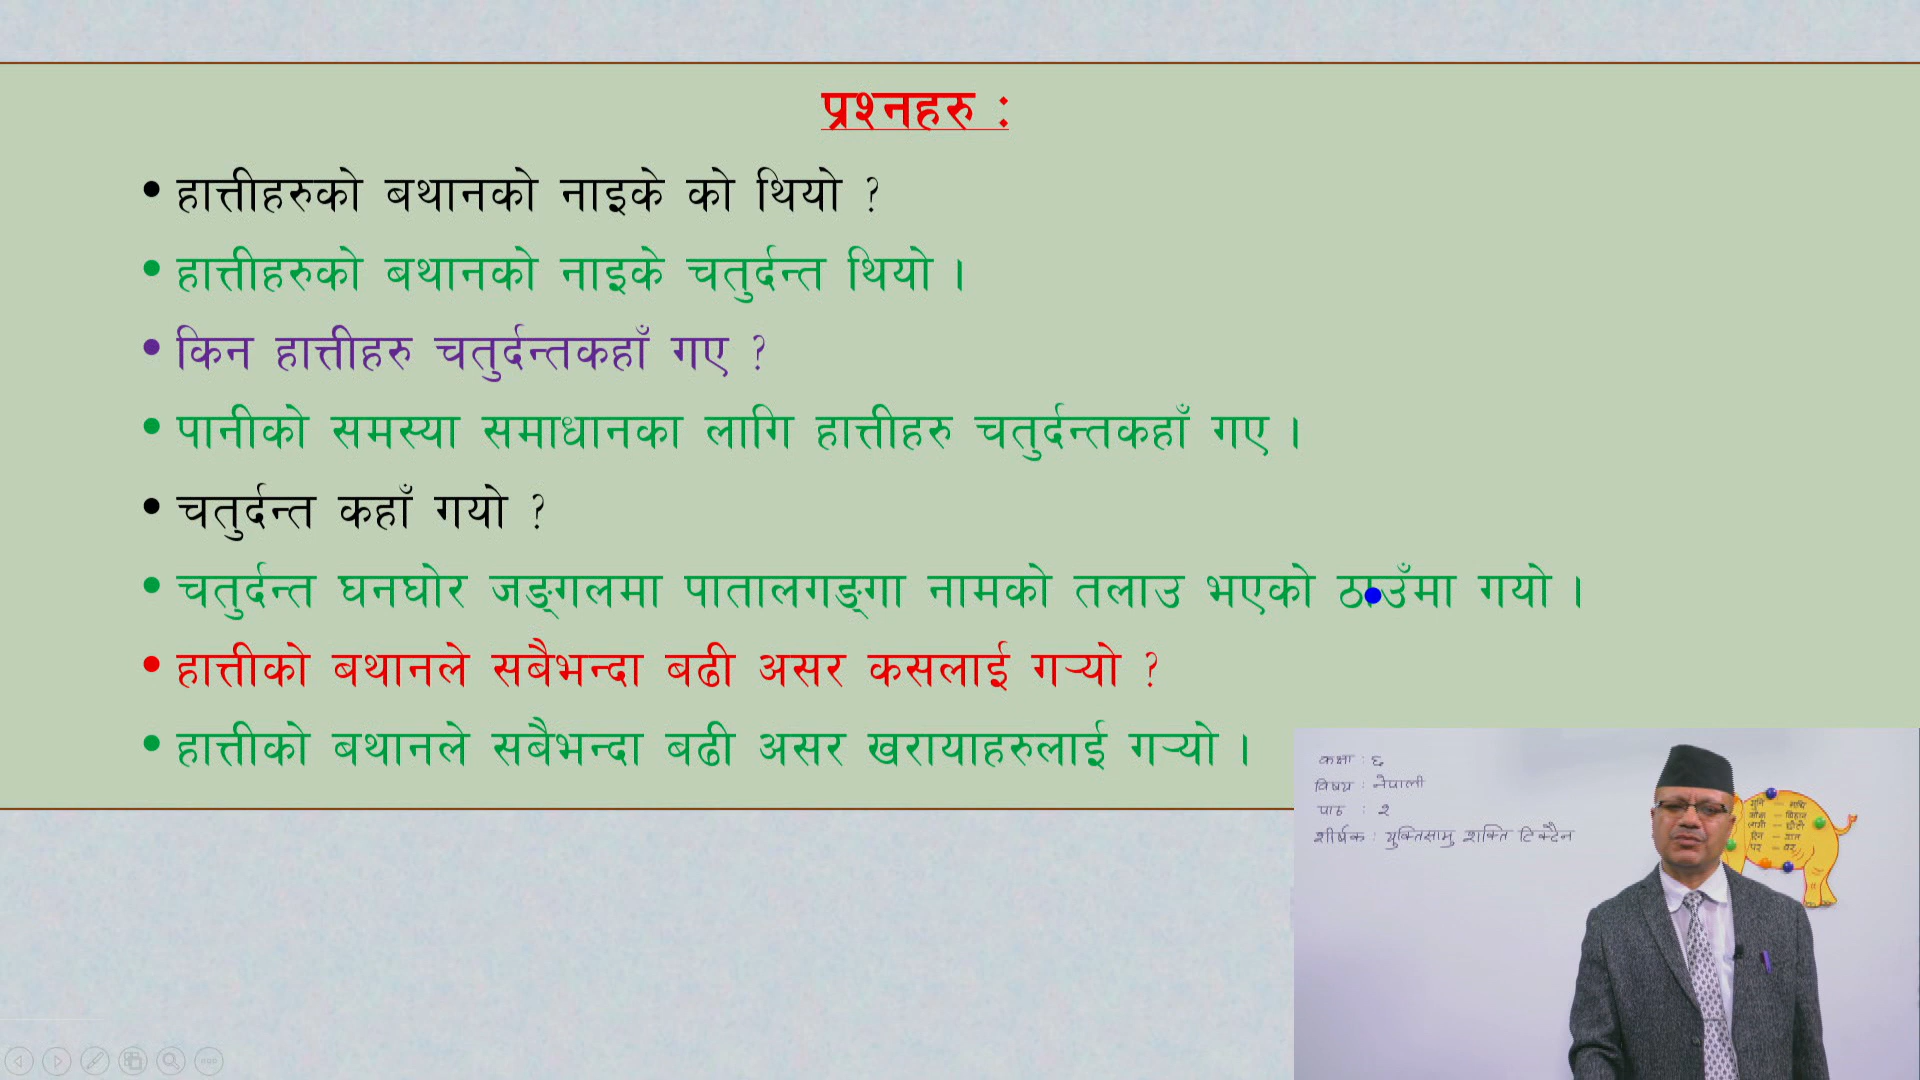 प्रश्नहरु :
• हात्तीहरुको बथानको नाइके को थियो ?
• हात्तीहरुको बथानको नाइके चतुर्दन्त थियो ।
• किन हात्तीहरु चतुर्दन्तकहाँ गए ?
• पानीको समस्या समाधानका लागि हात्तीहरु चतुर्दन्तकहाँ गए ।
• चतुर्दन्त कहाँ गयो ?
• चतुर्दन्त घनघोर जङ्गलमा पातालगङ्गा नामको तलाउ भएको ठाउँमा गयो ।
• हात्तीको बथानले सबैभन्दा बढी असर कसलाई गऱ्यो ?
• हात्तीको बथानले सबैभन्दा बढी असर खरायाहरुलाई गऱ्यो ।
कक्षा : ६
विषय : नेपाली
पाठ : २
शीर्षक : युक्तिसामु शक्ति टिक्दैन